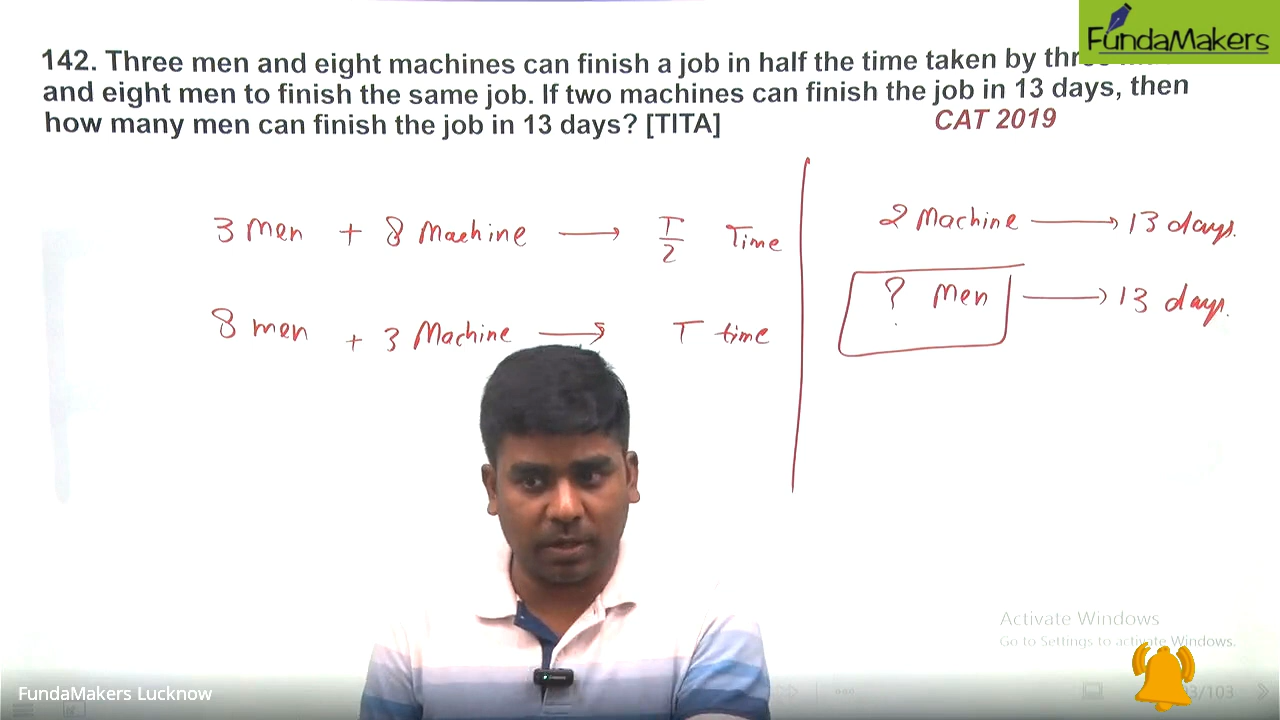 FundaMakers
142. Three men and eight machines can finish a job in half the time taken by three
and eight men to finish the same job. If two machines can finish the job in 13 days, then
how many men can finish the job in 13 days? [TITA]
CAT 2019
3 men + 8 Machine → T/2 Time
8 men + 3 Machine → T time
2 Machine → 13 days.
? Men → 13 days.
Activate Windows
Go to Settings to activate Windows.
FundaMakers Lucknow
/103